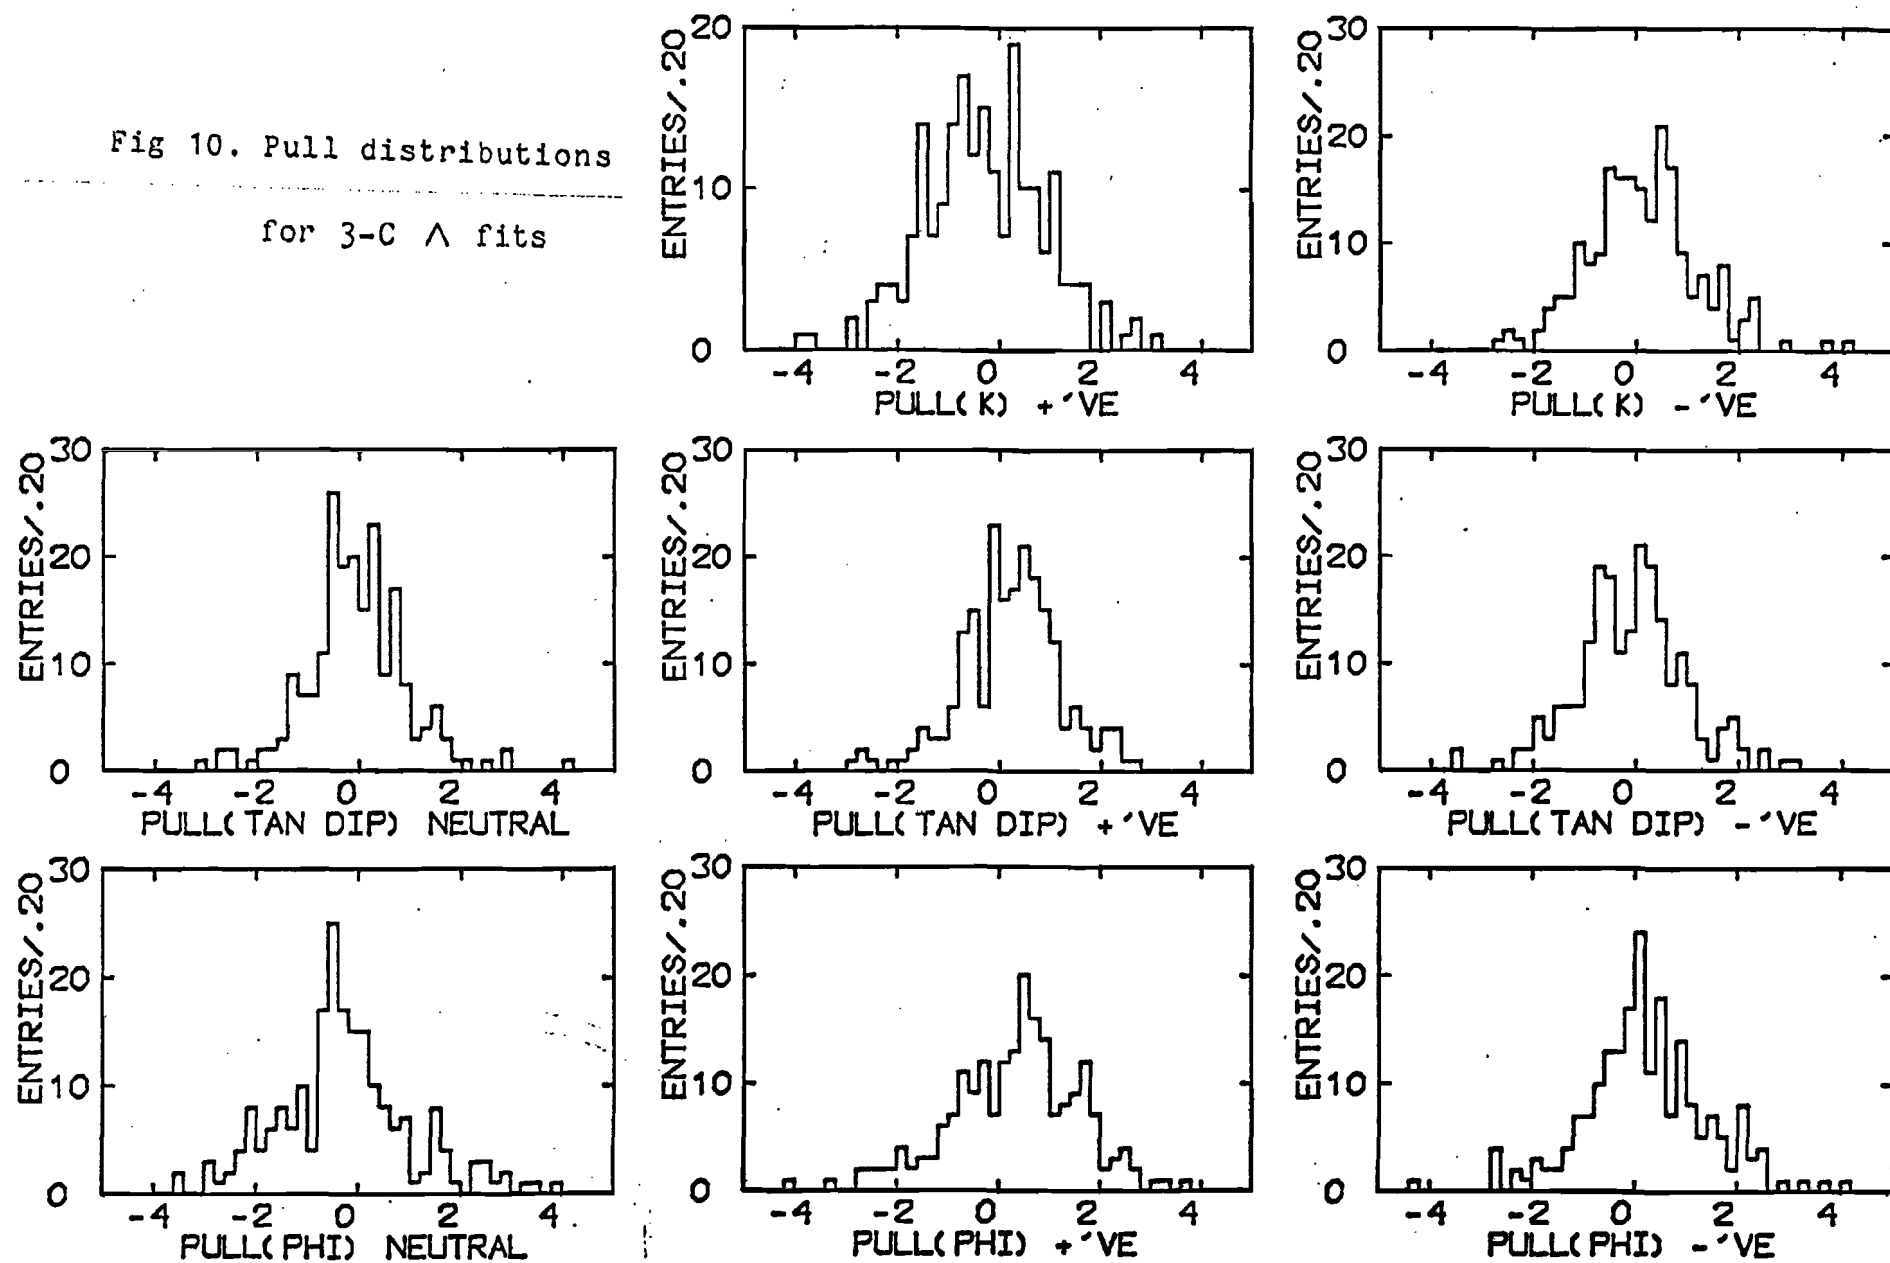 Fig 10. Pull distributions
for 3-C Λ fits
ENTRIES/.20
20
10
0
-4 -2 0 2 4
PULL(K) +'VE
ENTRIES/.20
30
20
10
0
-4 -2 0 2 4
PULL(K) -'VE
ENTRIES/.20
30
20
10
0
-4 -2 0 2 4
PULL(TAN DIP) NEUTRAL
ENTRIES/.20
30
20
10
0
-4 -2 0 2 4
PULL(TAN DIP) +'VE
ENTRIES/.20
30
20
10
0
-4 -2 0 2 4
PULL(TAN DIP) -'VE
ENTRIES/.20
30
20
10
0
-4 -2 0 2 4
PULL(PHI) NEUTRAL
ENTRIES/.20
30
20
10
0
-4 -2 0 2 4
PULL(PHI) +'VE
ENTRIES/.20
30
20
10
0
-4 -2 0 2 4
PULL(PHI) -'VE